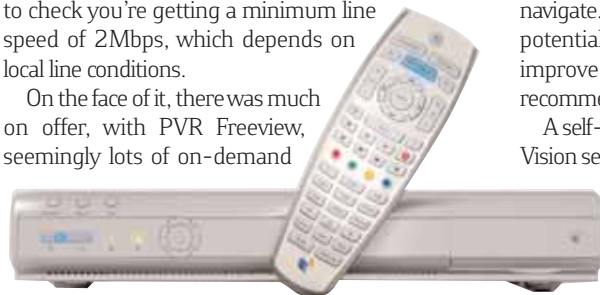 to check you're getting a minimum line
speed of 2Mbps, which depends on
local line conditions.
On the face of it, there was much
on offer, with PVR Freeview,
seemingly lots of on-demand
navigate.
potential
improve
recomme
A self-
Vision se